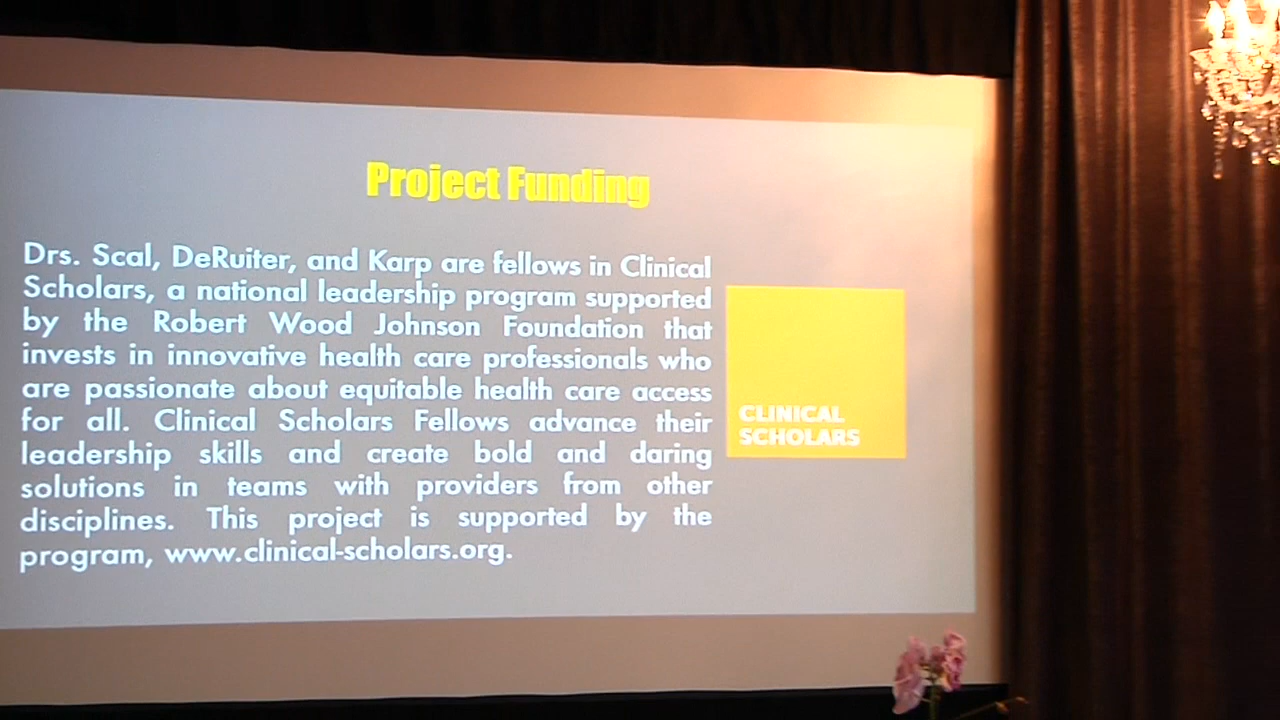 Project Funding
Drs. Scal, DeRuiter, and Karp are fellows in Clinical
Scholars, a national leadership program supported
by the Robert Wood Johnson Foundation that
invests in innovative health care professionals who
are passionate about equitable health care access
for all. Clinical Scholars Fellows advance their
leadership skills and create bold and daring
solutions in teams with providers from other
disciplines. This project is supported by the
program, www.clinical-scholars.org.
CLINICAL
SCHOLARS